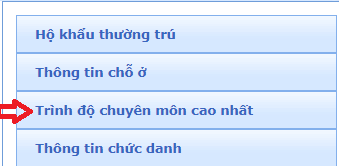 Hộ khẩu thường trú
Thông tin chỗ ở
Trình độ chuyên môn cao nhất
Thông tin chức danh